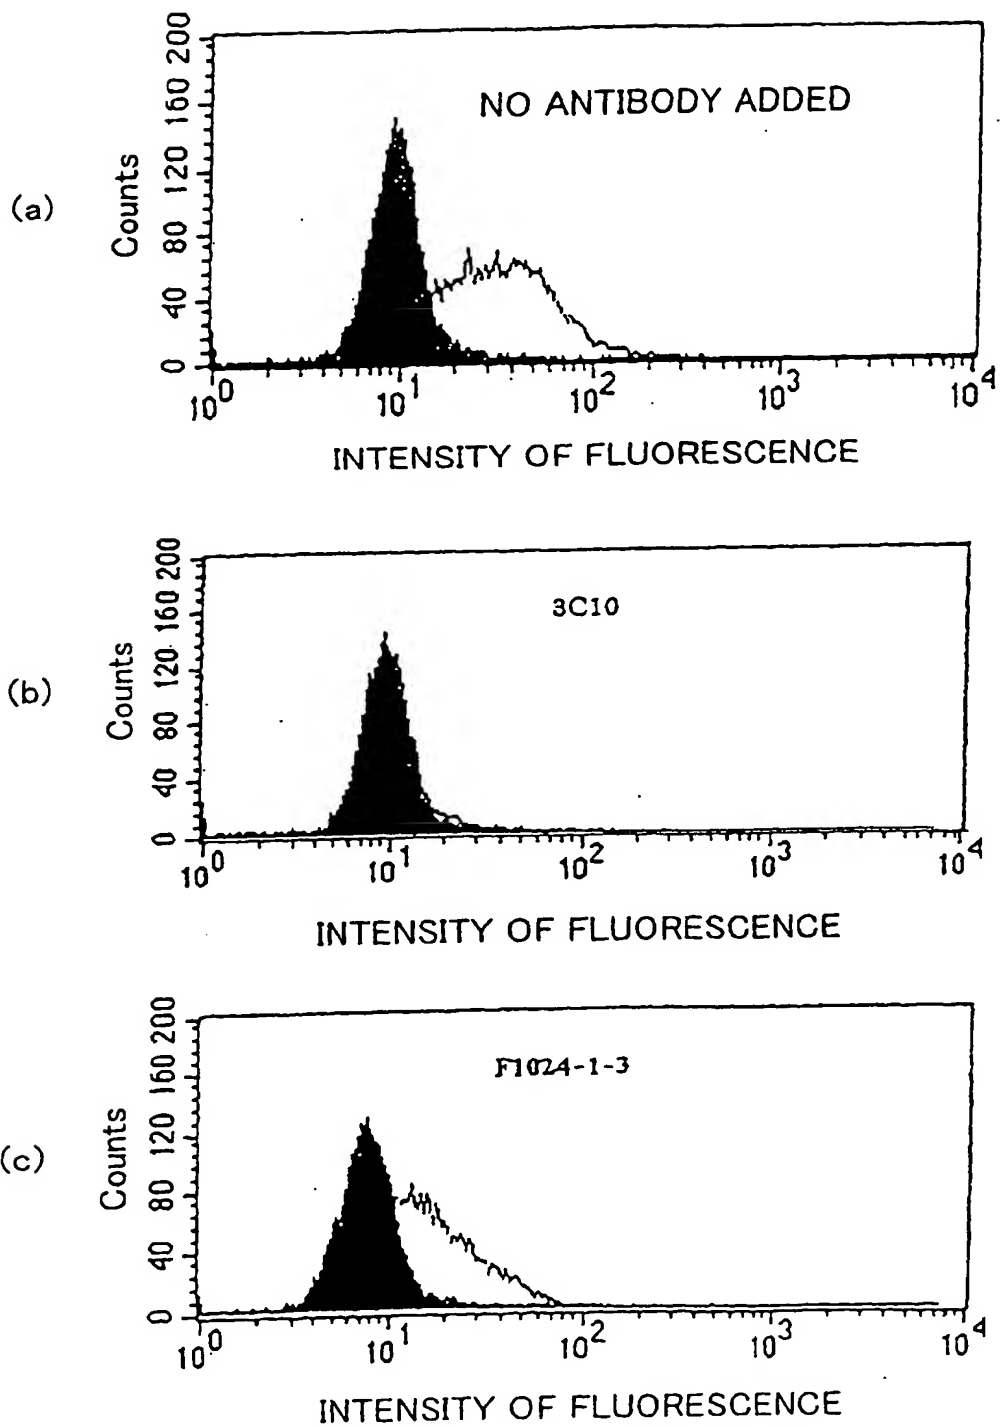 (a)
Counts
200
160
120
80
40
0
NO ANTIBODY ADDED
10^0 10^1 10^2 10^3 10^4
INTENSITY OF FLUORESCENCE
(b)
Counts
200
160
120
80
40
0
3C10
10^0 10^1 10^2 10^3 10^4
INTENSITY OF FLUORESCENCE
(c)
Counts
200
160
120
80
40
0
F1024-1-3
10^0 10^1 10^2 10^3 10^4
INTENSITY OF FLUORESCENCE